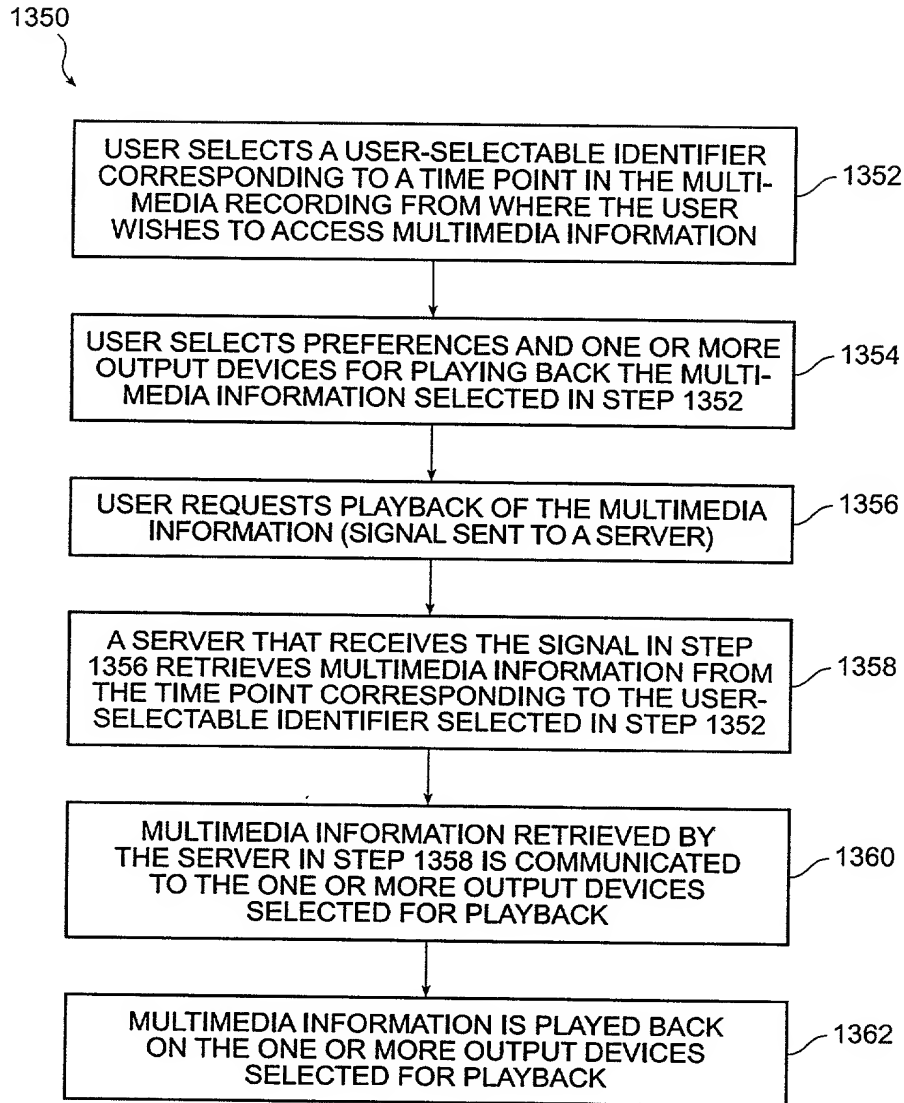 1350
USER SELECTS A USER-SELECTABLE IDENTIFIER
CORRESPONDING TO A TIME POINT IN THE MULTI-
MEDIA RECORDING FROM WHERE THE USER
WISHES TO ACCESS MULTIMEDIA INFORMATION
1352
USER SELECTS PREFERENCES AND ONE OR MORE
OUTPUT DEVICES FOR PLAYING BACK THE MULTI-
MEDIA INFORMATION SELECTED IN STEP 1352
1354
USER REQUESTS PLAYBACK OF THE MULTIMEDIA
INFORMATION (SIGNAL SENT TO A SERVER)
1356
A SERVER THAT RECEIVES THE SIGNAL IN STEP
1356 RETRIEVES MULTIMEDIA INFORMATION FROM
THE TIME POINT CORRESPONDING TO THE USER-
SELECTABLE IDENTIFIER SELECTED IN STEP 1352
1358
MULTIMEDIA INFORMATION RETRIEVED BY
THE SERVER IN STEP 1358 IS COMMUNICATED
TO THE ONE OR MORE OUTPUT DEVICES
SELECTED FOR PLAYBACK
1360
MULTIMEDIA INFORMATION IS PLAYED BACK
ON THE ONE OR MORE OUTPUT DEVICES
SELECTED FOR PLAYBACK
1362